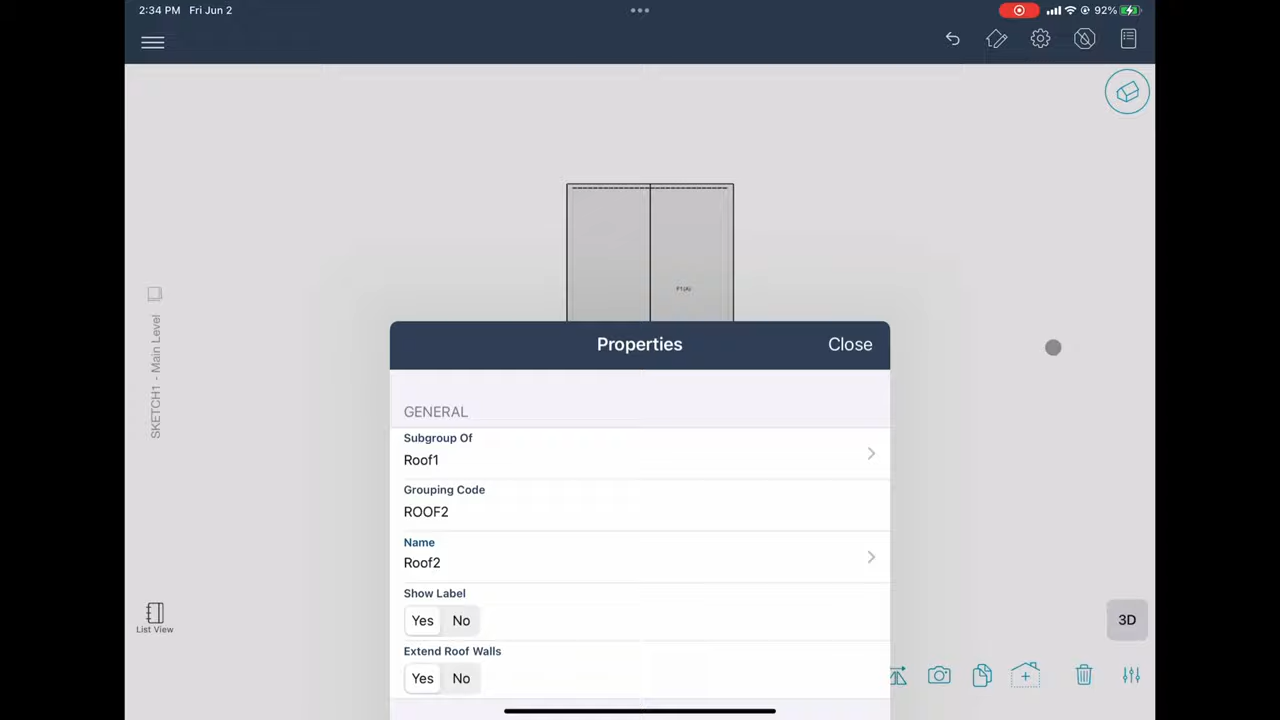 2:34 PM Fri Jun 2
92%
F1(A)
SKETCH1 - Main Level
Properties
Close
GENERAL
Subgroup Of
Roof1
Grouping Code
ROOF2
Name
Roof2
Show Label
Yes No
Extend Roof Walls
Yes No
List View
3D